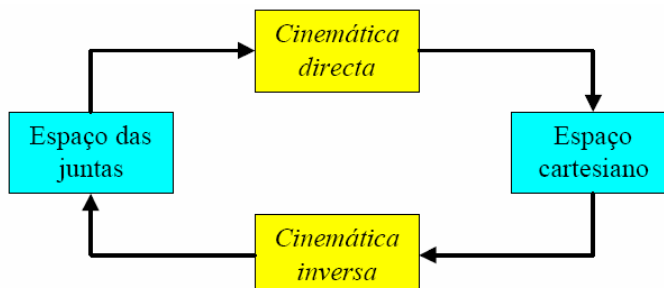 Cinemática
directa
Espaço das
juntas
Espaço
cartesiano
Cinemática
inversa